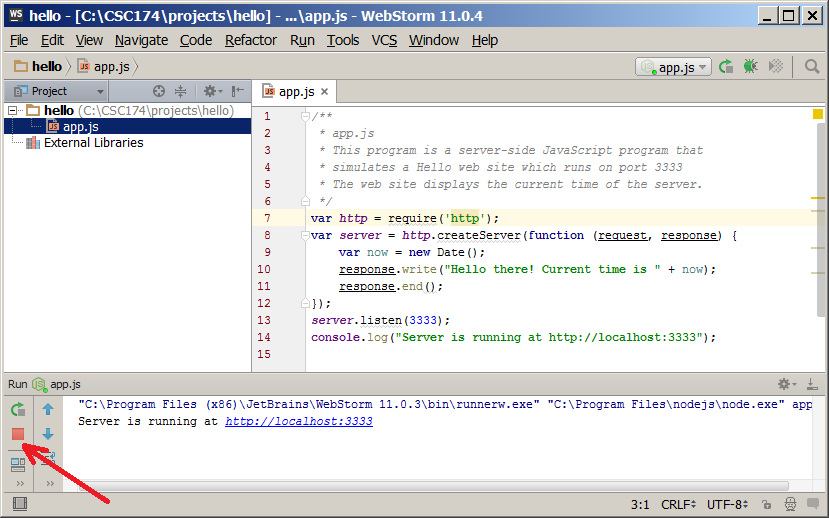 WS hello - [C:\CSC174\projects\hello] - ...\app.js - WebStorm 11.0.4
File Edit View Navigate Code Refactor Run Tools VCS Window Help
hello JS app.js JS app.js
Project JS app.js
hello (C:\CSC174\projects\hello)
JS app.js
External Libraries
1 /**
2 * app.js
3 * This program is a server-side JavaScript program that
4 * simulates a Hello web site which runs on port 3333
5 * The web site displays the current time of the server.
6 */
7 var http = require('http');
8 var server = http.createServer(function (request, response) {
9 var now = new Date();
10 response.write("Hello there! Current time is " + now);
11 response.end();
12 });
13 server.listen(3333);
14 console.log("Server is running at http://localhost:3333");
15
Run JS app.js
"C:\Program Files (x86)\JetBrains\WebStorm 11.0.3\bin\runnerw.exe" "C:\Program Files\nodejs\node.exe" app
Server is running at http://localhost:3333
3:1 CRLF UTF-8